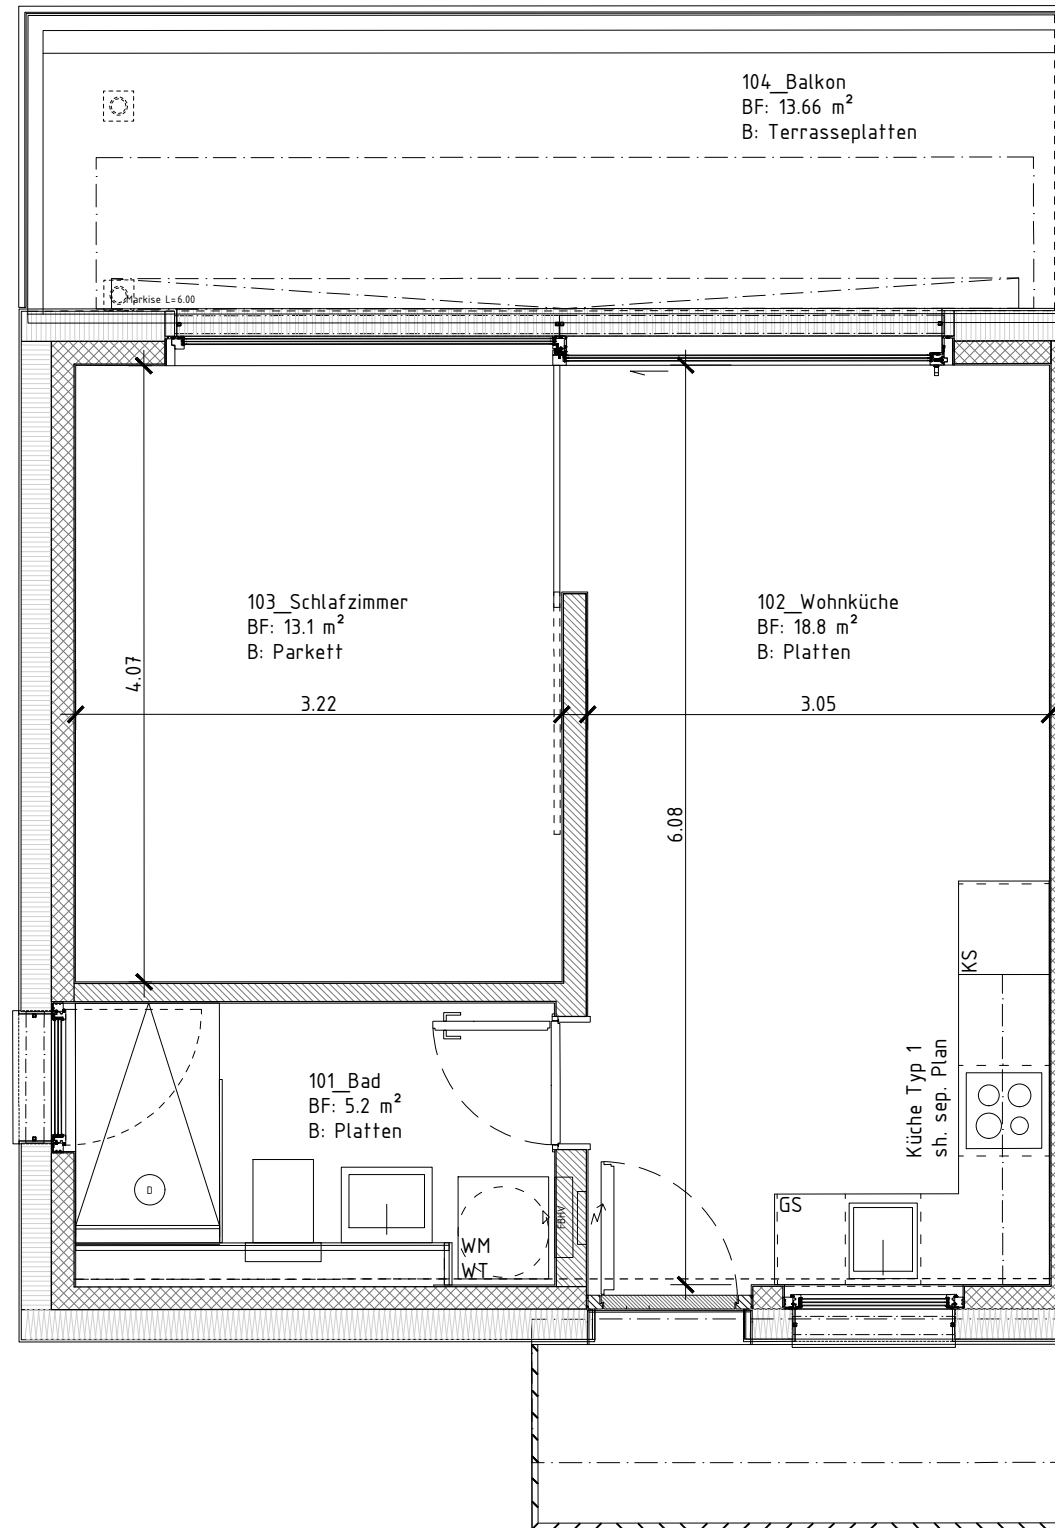 104_Balkon
BF: 13.66 m²
B: Terrasseplatten
Markise L=6.00
103_Schlafzimmer
BF: 13.1 m²
B: Parkett
102_Wohnküche
BF: 18.8 m²
B: Platten
4.07
3.22
3.05
6.08
KS
Küche Typ 1
sh. sep. Plan
101_Bad
BF: 5.2 m²
B: Platten
GS
WM
WT